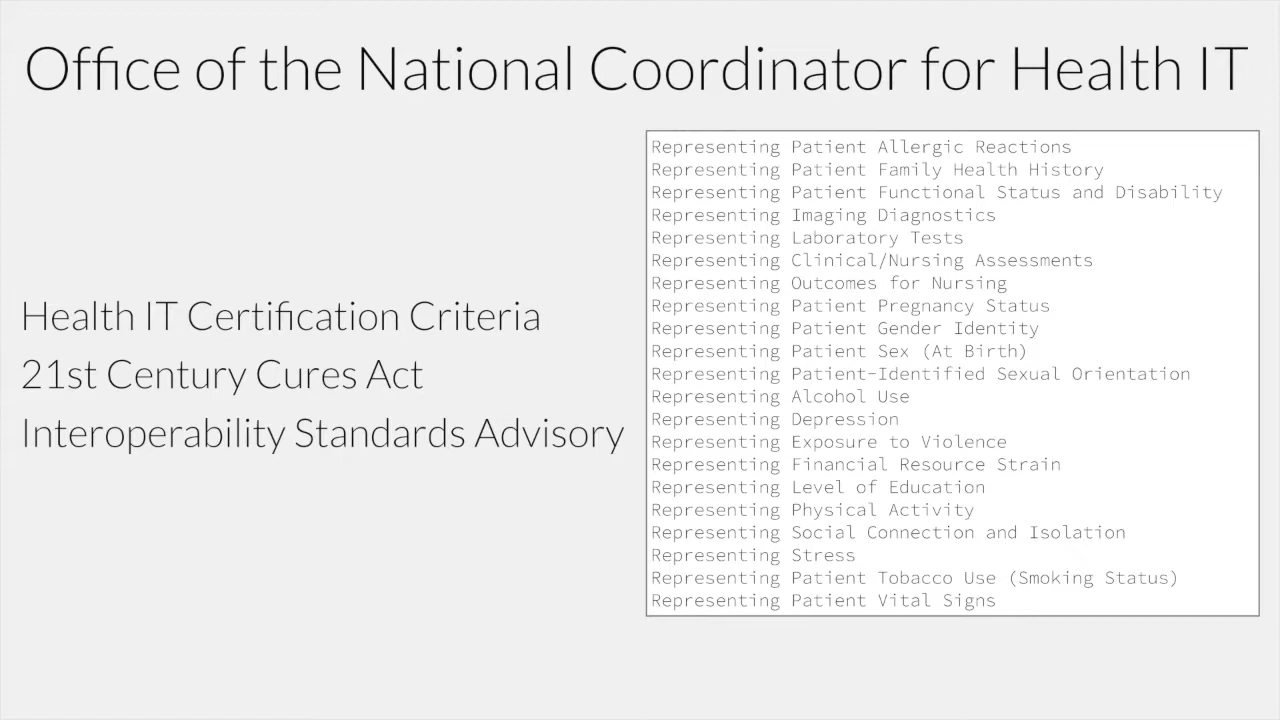 Office of the National Coordinator for Health IT
Health IT Certification Criteria
21st Century Cures Act
Interoperability Standards Advisory
Representing Patient Allergic Reactions
Representing Patient Family Health History
Representing Patient Functional Status and Disability
Representing Imaging Diagnostics
Representing Laboratory Tests
Representing Clinical/Nursing Assessments
Representing Outcomes for Nursing
Representing Patient Pregnancy Status
Representing Patient Gender Identity
Representing Patient Sex (At Birth)
Representing Patient-Identified Sexual Orientation
Representing Alcohol Use
Representing Depression
Representing Exposure to Violence
Representing Financial Resource Strain
Representing Level of Education
Representing Physical Activity
Representing Social Connection and Isolation
Representing Stress
Representing Patient Tobacco Use (Smoking Status)
Representing Patient Vital Signs